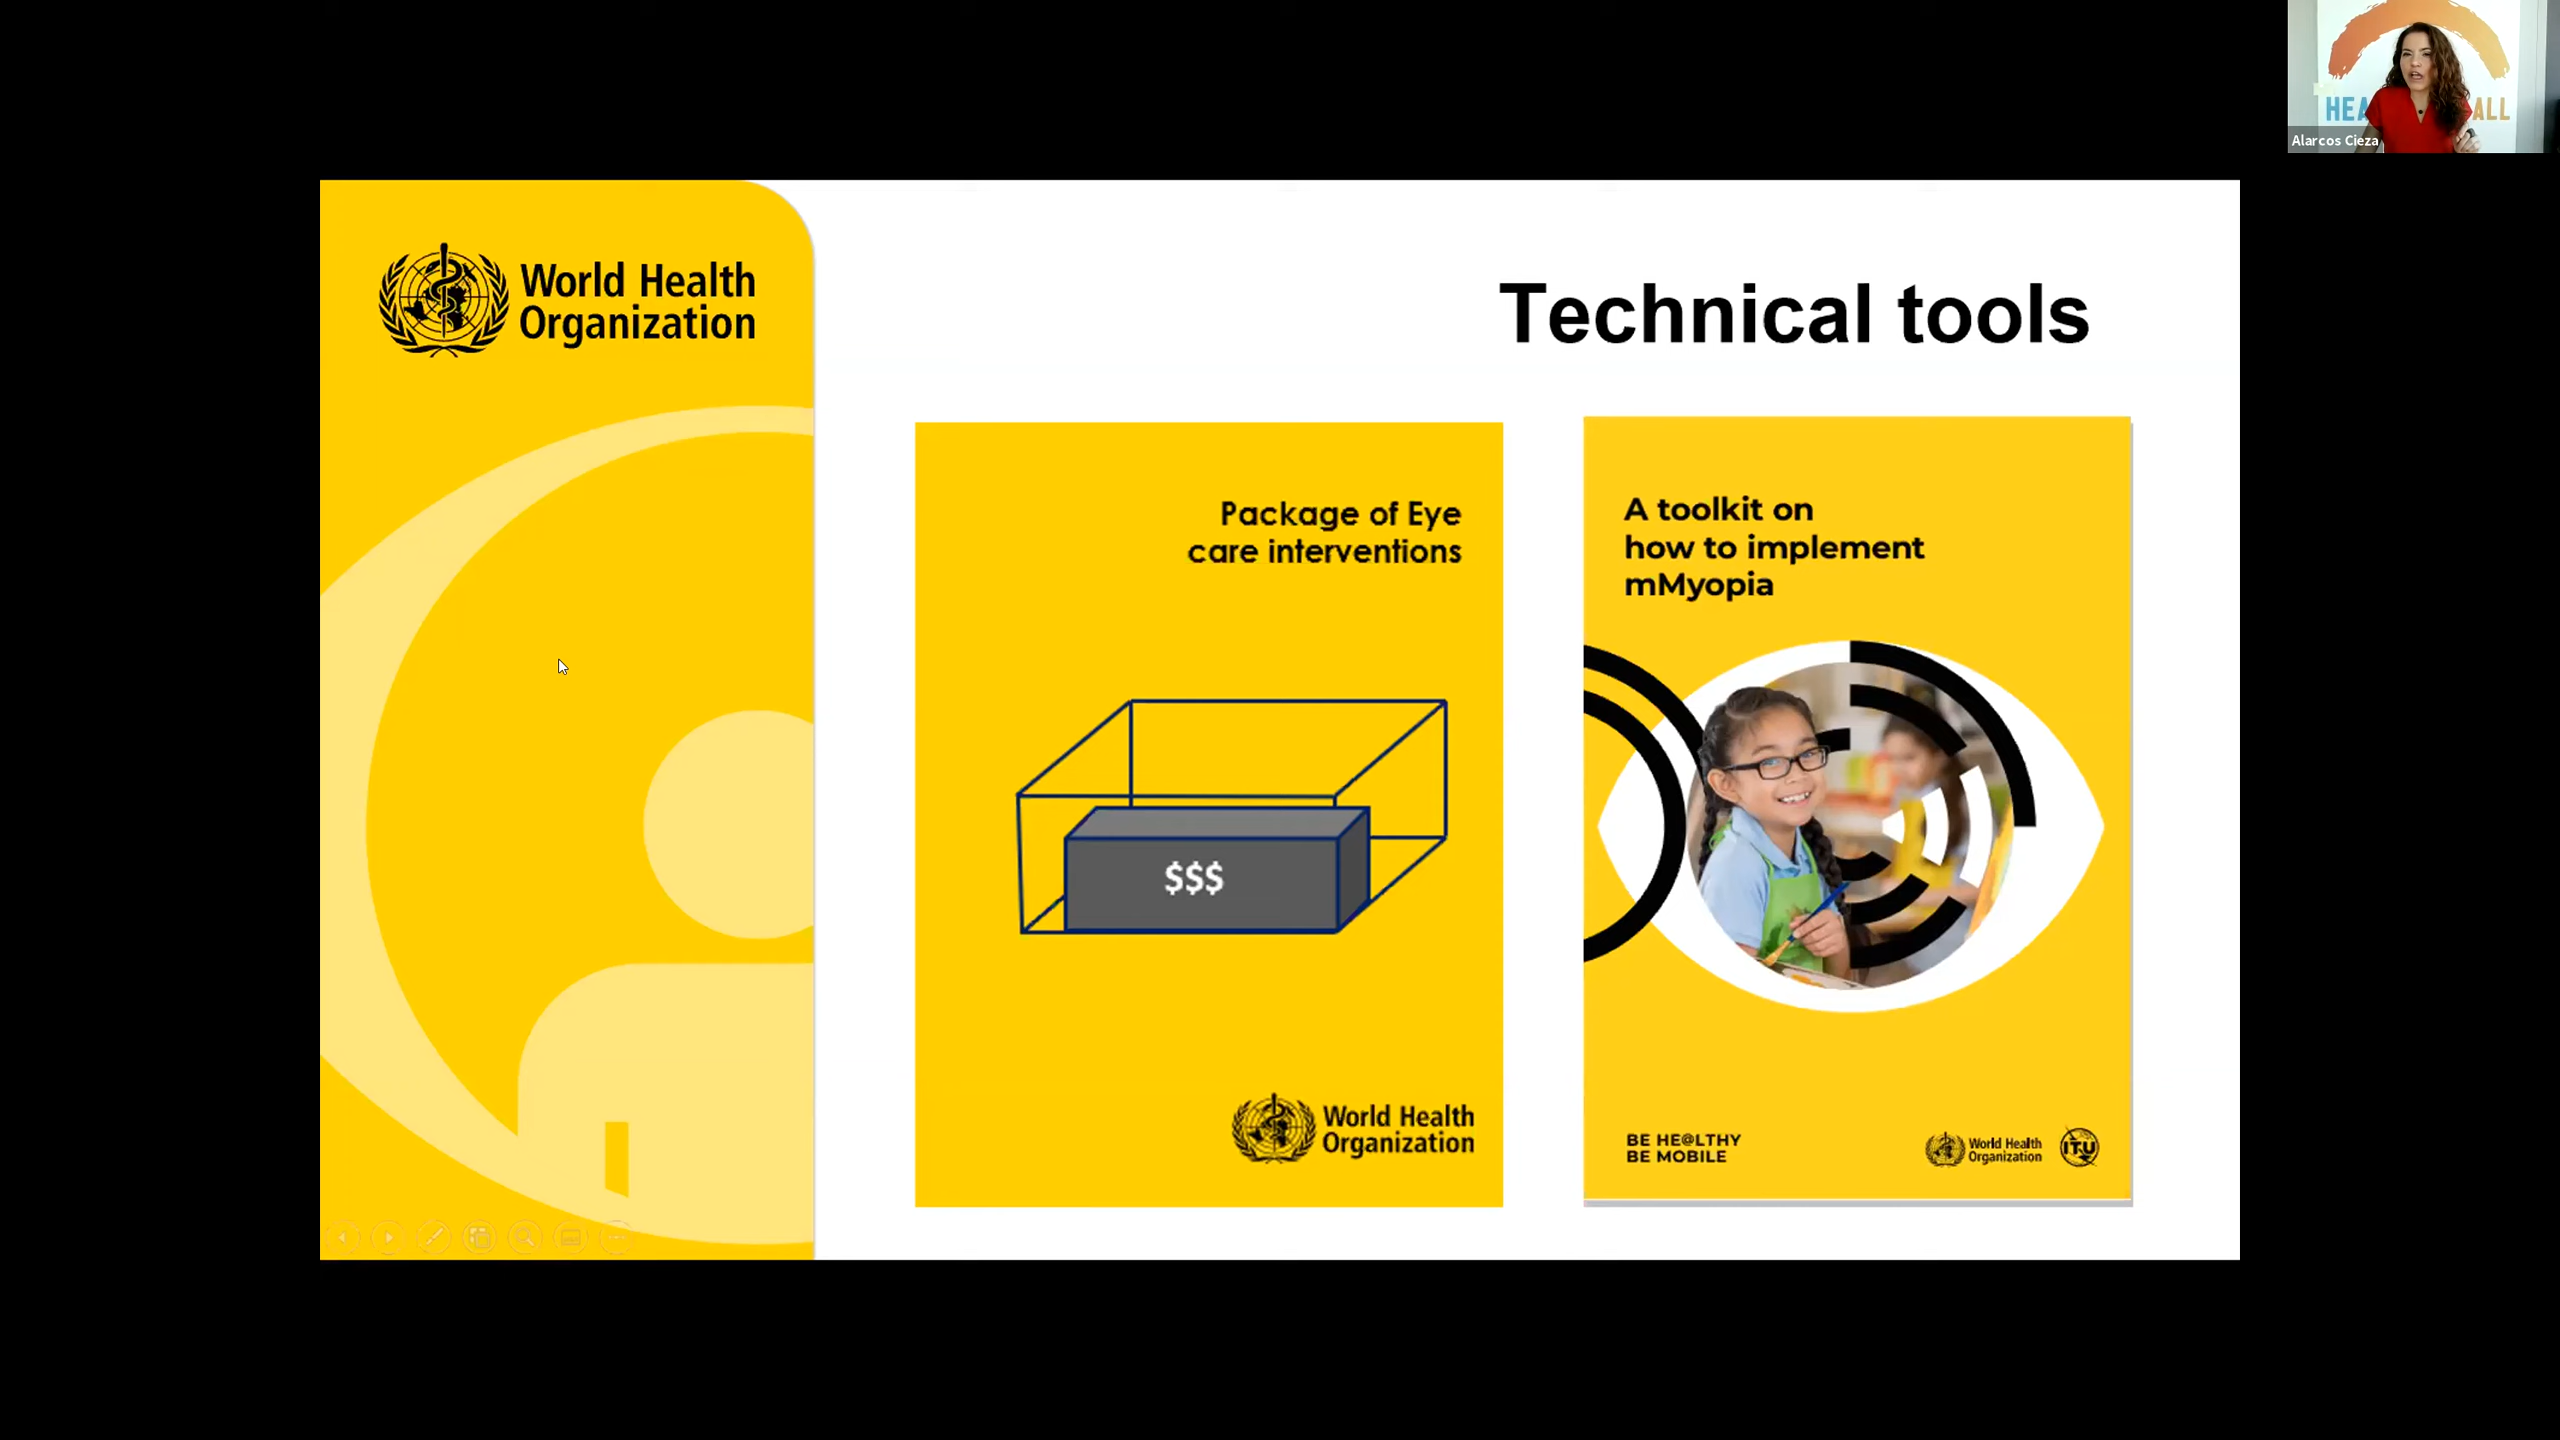 HEA ALL
Alarcos Cieza
World Health
Organization
Technical tools
Package of Eye
care interventions
$$$
World Health
Organization
A toolkit on
how to implement
mMyopia
BE HE@LTHY
BE MOBILE
World Health
Organization
ITU